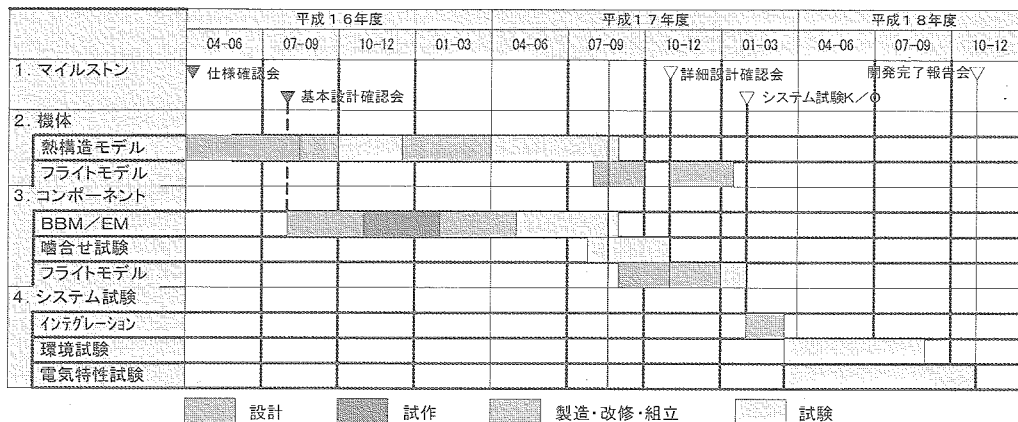 平成１６年度 平成１７年度 平成１８年度
04-06 07-09 10-12 01-03 04-06 07-09 10-12 01-03 04-06 07-09 10-12
1. マイルストン 仕様確認会 詳細設計確認会 開発完了報告会
基本設計確認会 システム試験K／O
2. 機体
熱構造モデル
フライトモデル
3. コンポーネント
BBM／EM
噛合せ試験
フライトモデル
4. システム試験
インテグレーション
環境試験
電気特性試験
設計 試作 製造・改修・組立 試験